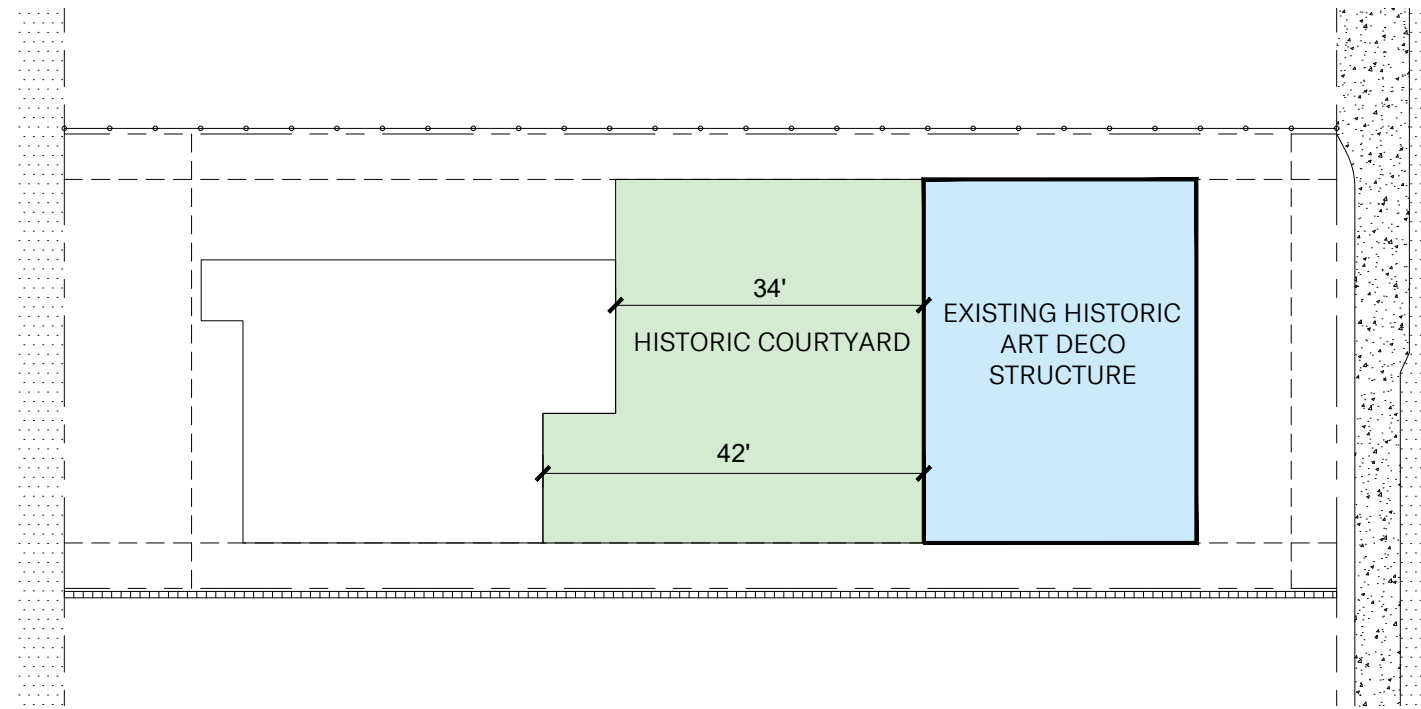 34'
HISTORIC COURTYARD
EXISTING HISTORIC
ART DECO
STRUCTURE
42'